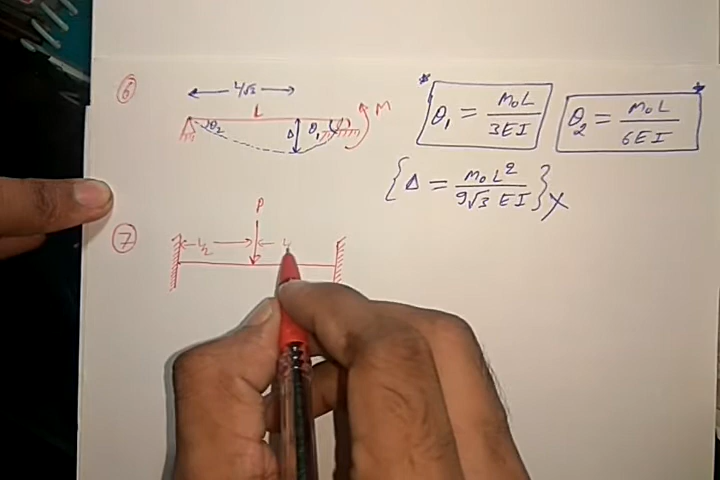 6
L/√3
L
M
θ₂
Δ
θ₁
* θ₁ = M₀L / 3EI
θ₂ = M₀L / 6EI *
{Δ = M₀L² / 9√3 EI} X
7
P
L/2
L